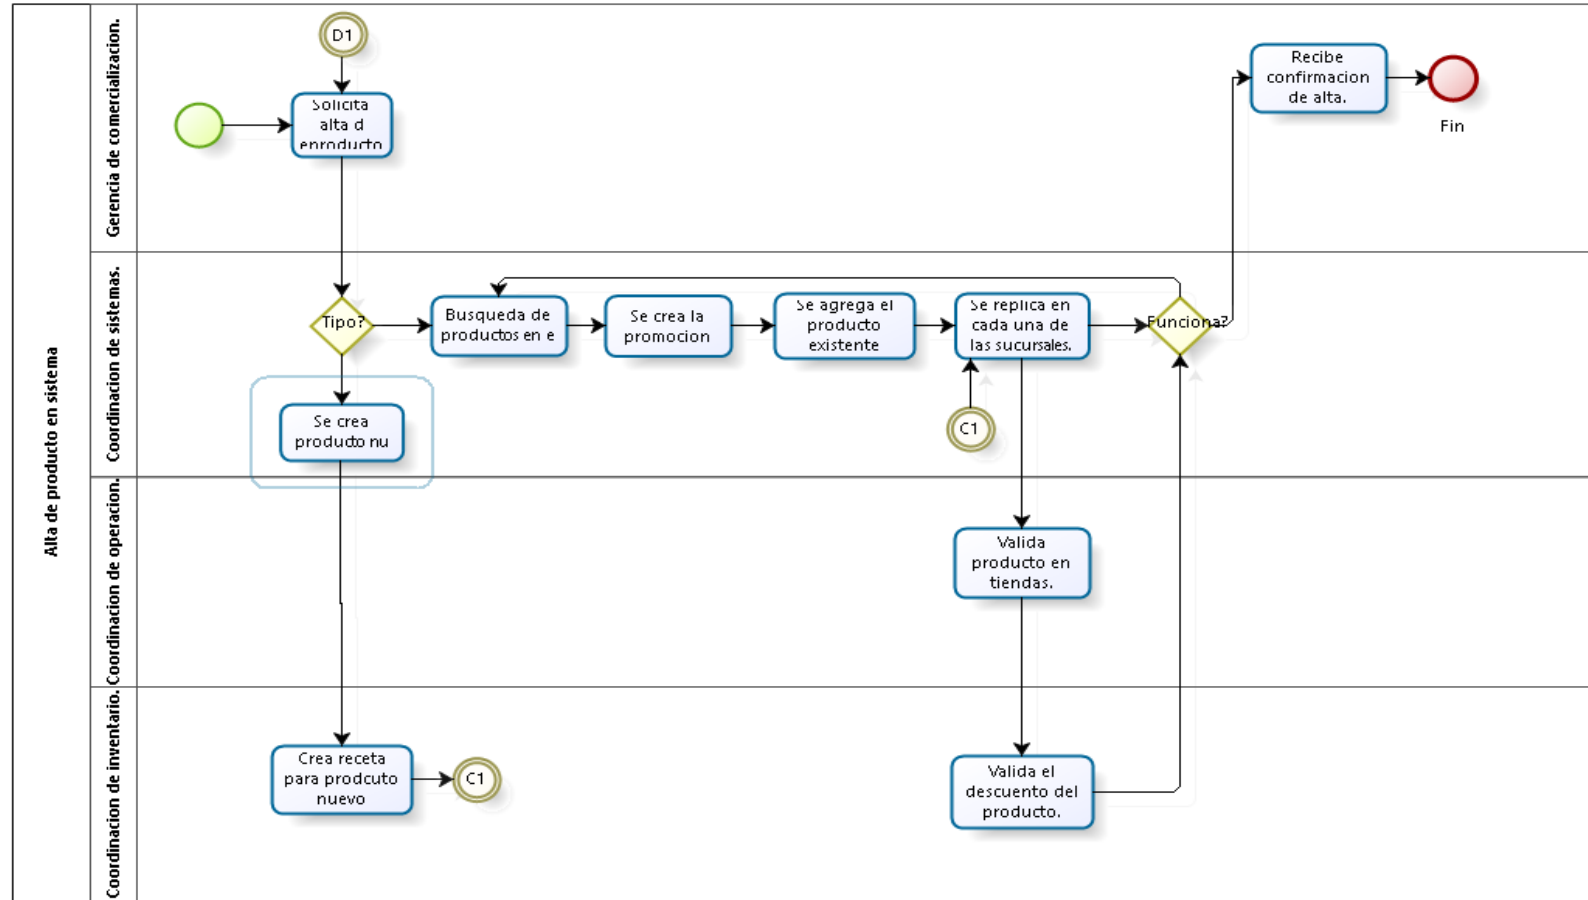 Alta de producto en sistema
Gerencia de comercializacion.
D1
Solicita
alta d
enproducto
Recibe
confirmacion
de alta.
Fin
Coordinacion de sistemas.
Tipo?
Busqueda de
productos en e
Se crea la
promocion
Se agrega el
producto
existente
Se replica en
cada una de
las sucursales.
Funciona?
Se crea
producto nu
C1
Coordinacion de operacion.
Valida
producto en
tiendas.
Coordinacion de inventario.
Crea receta
para prodcuto
nuevo
C1
Valida el
descuento del
producto.